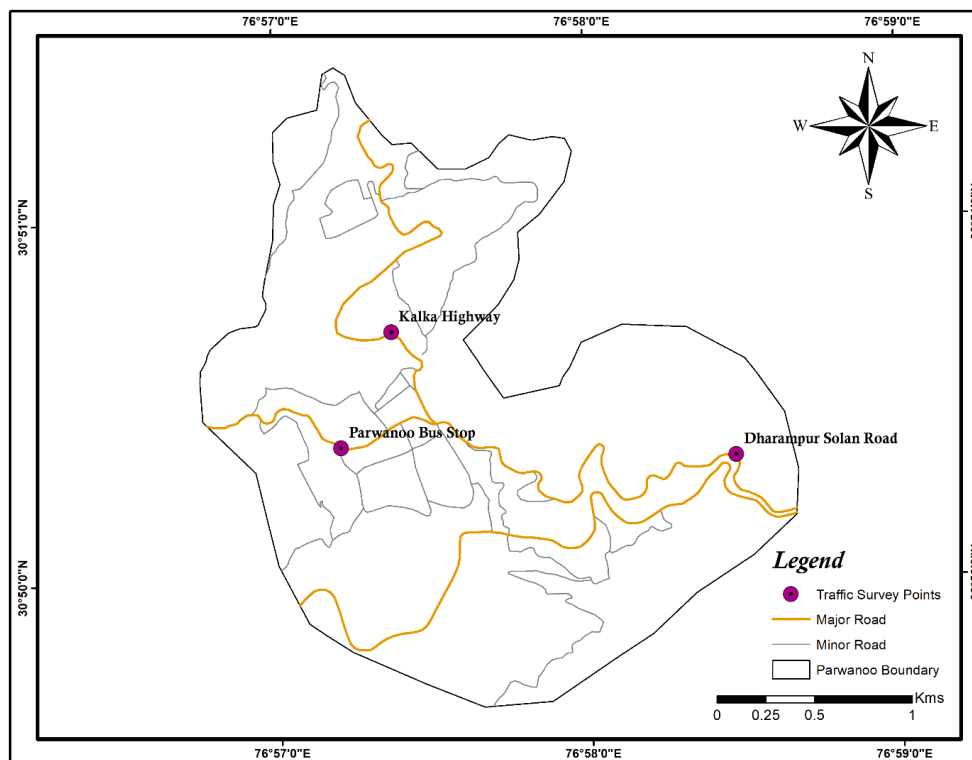 76°57'0"E 76°58'0"E 76°59'0"E
N
W E
S
30°51'0"N
Kalka Highway
Parwanoo Bus Stop
Dharampur Solan Road
30°50'0"N
Legend
Traffic Survey Points
Major Road
Minor Road
Parwanoo Boundary
Kms
0 0.25 0.5 1
76°57'0"E 76°58'0"E 76°59'0"E